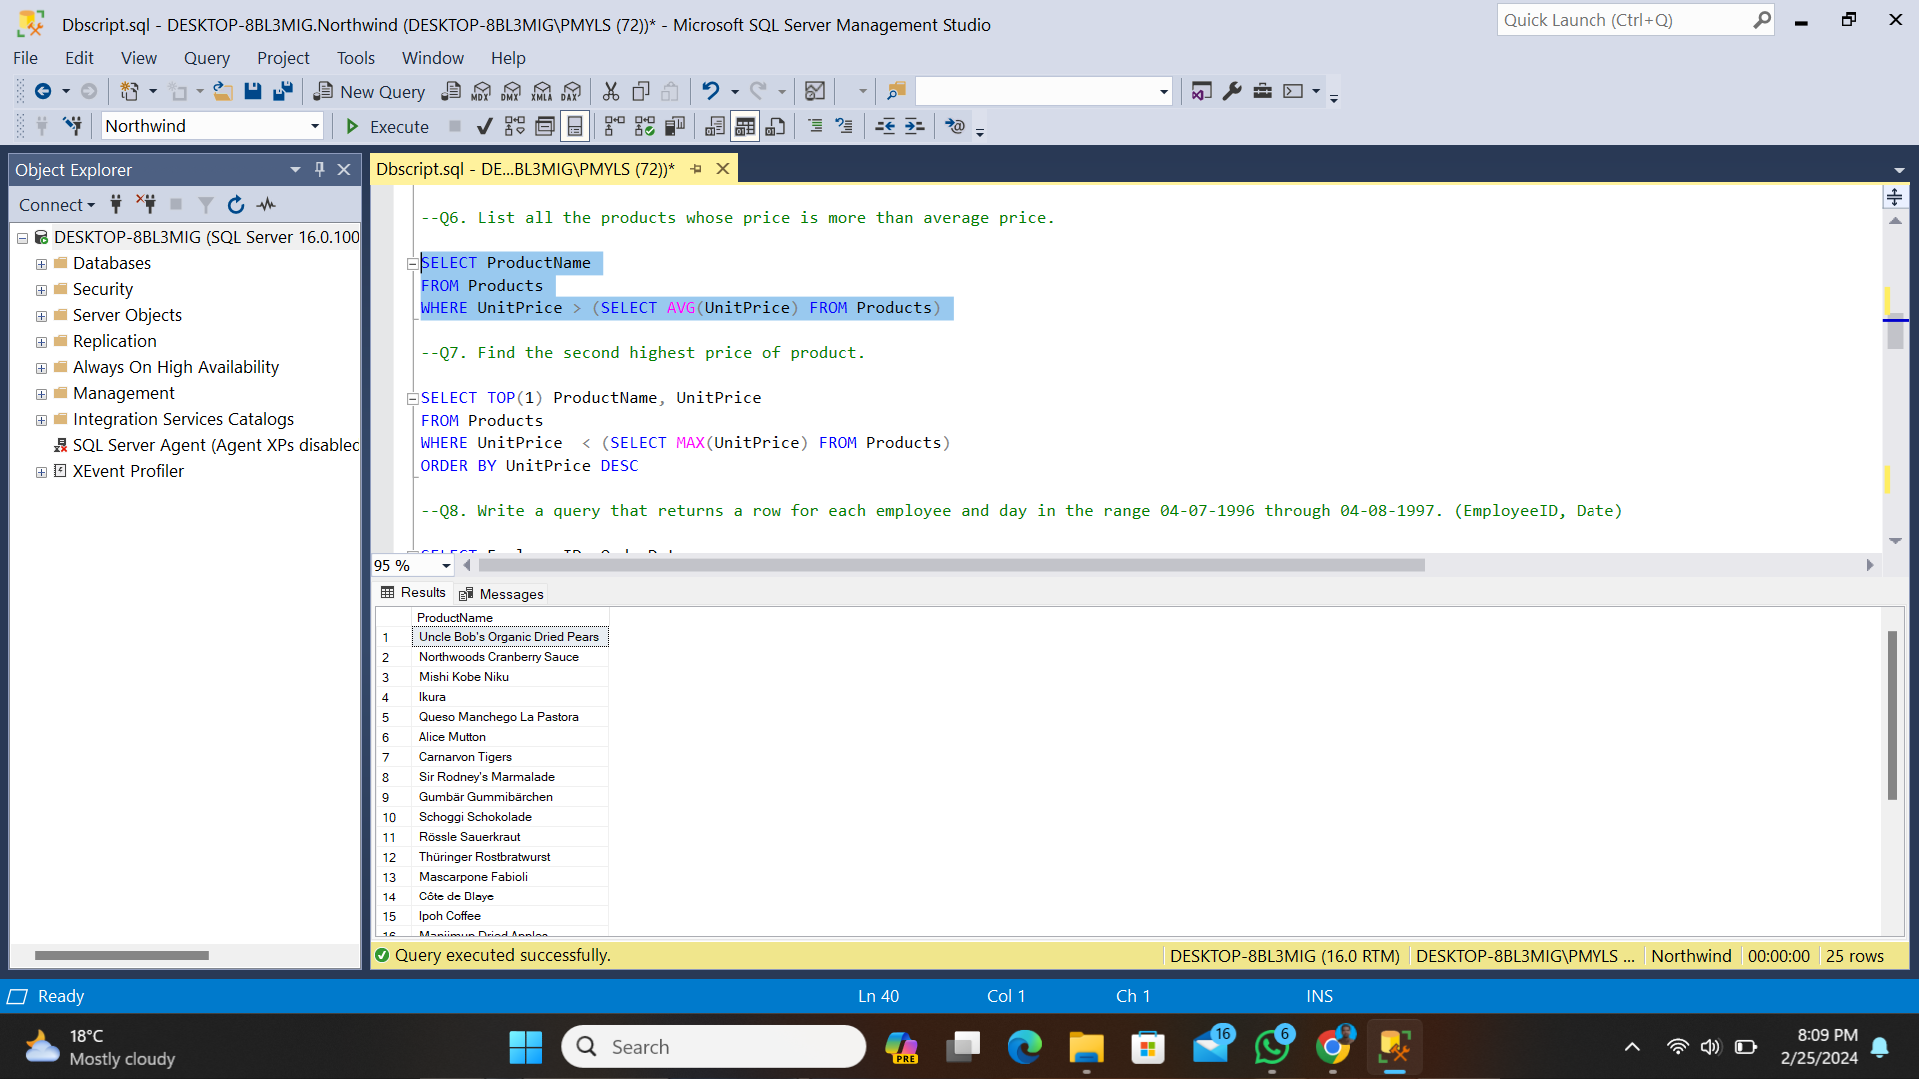 Dbscript.sql - DESKTOP-8BL3MIG.Northwind (DESKTOP-8BL3MIG\PMYLS (72))* - Microsoft SQL Server Management Studio
Quick Launch (Ctrl+Q)
File Edit View Query Project Tools Window Help
New Query MDX DMX XMLA DAX
Northwind Execute
Object Explorer
Dbscript.sql - DE...BL3MIG\PMYLS (72))*
Connect
DESKTOP-8BL3MIG (SQL Server 16.0.100
Databases
Security
Server Objects
Replication
Always On High Availability
Management
Integration Services Catalogs
SQL Server Agent (Agent XPs disabled
XEvent Profiler
--Q6. List all the products whose price is more than average price.
SELECT ProductName
FROM Products
WHERE UnitPrice > (SELECT AVG(UnitPrice) FROM Products)
--Q7. Find the second highest price of product.
SELECT TOP(1) ProductName, UnitPrice
FROM Products
WHERE UnitPrice  < (SELECT MAX(UnitPrice) FROM Products)
ORDER BY UnitPrice DESC
--Q8. Write a query that returns a row for each employee and day in the range 04-07-1996 through 04-08-1997. (EmployeeID, Date)
95 %
Results Messages
ProductName
1 Uncle Bob's Organic Dried Pears
2 Northwoods Cranberry Sauce
3 Mishi Kobe Niku
4 Ikura
5 Queso Manchego La Pastora
6 Alice Mutton
7 Carnarvon Tigers
8 Sir Rodney's Marmalade
9 Gumbär Gummibärchen
10 Schoggi Schokolade
11 Rössle Sauerkraut
12 Thüringer Rostbratwurst
13 Mascarpone Fabioli
14 Côte de Blaye
15 Ipoh Coffee
16 Manjimup Dried Apples
Query executed successfully. DESKTOP-8BL3MIG (16.0 RTM) DESKTOP-8BL3MIG\PMYLS ... Northwind 00:00:00 25 rows
Ready Ln 40 Col 1 Ch 1 INS
18°C
Mostly cloudy
Search
PRE
16
6
8:09 PM
2/25/2024